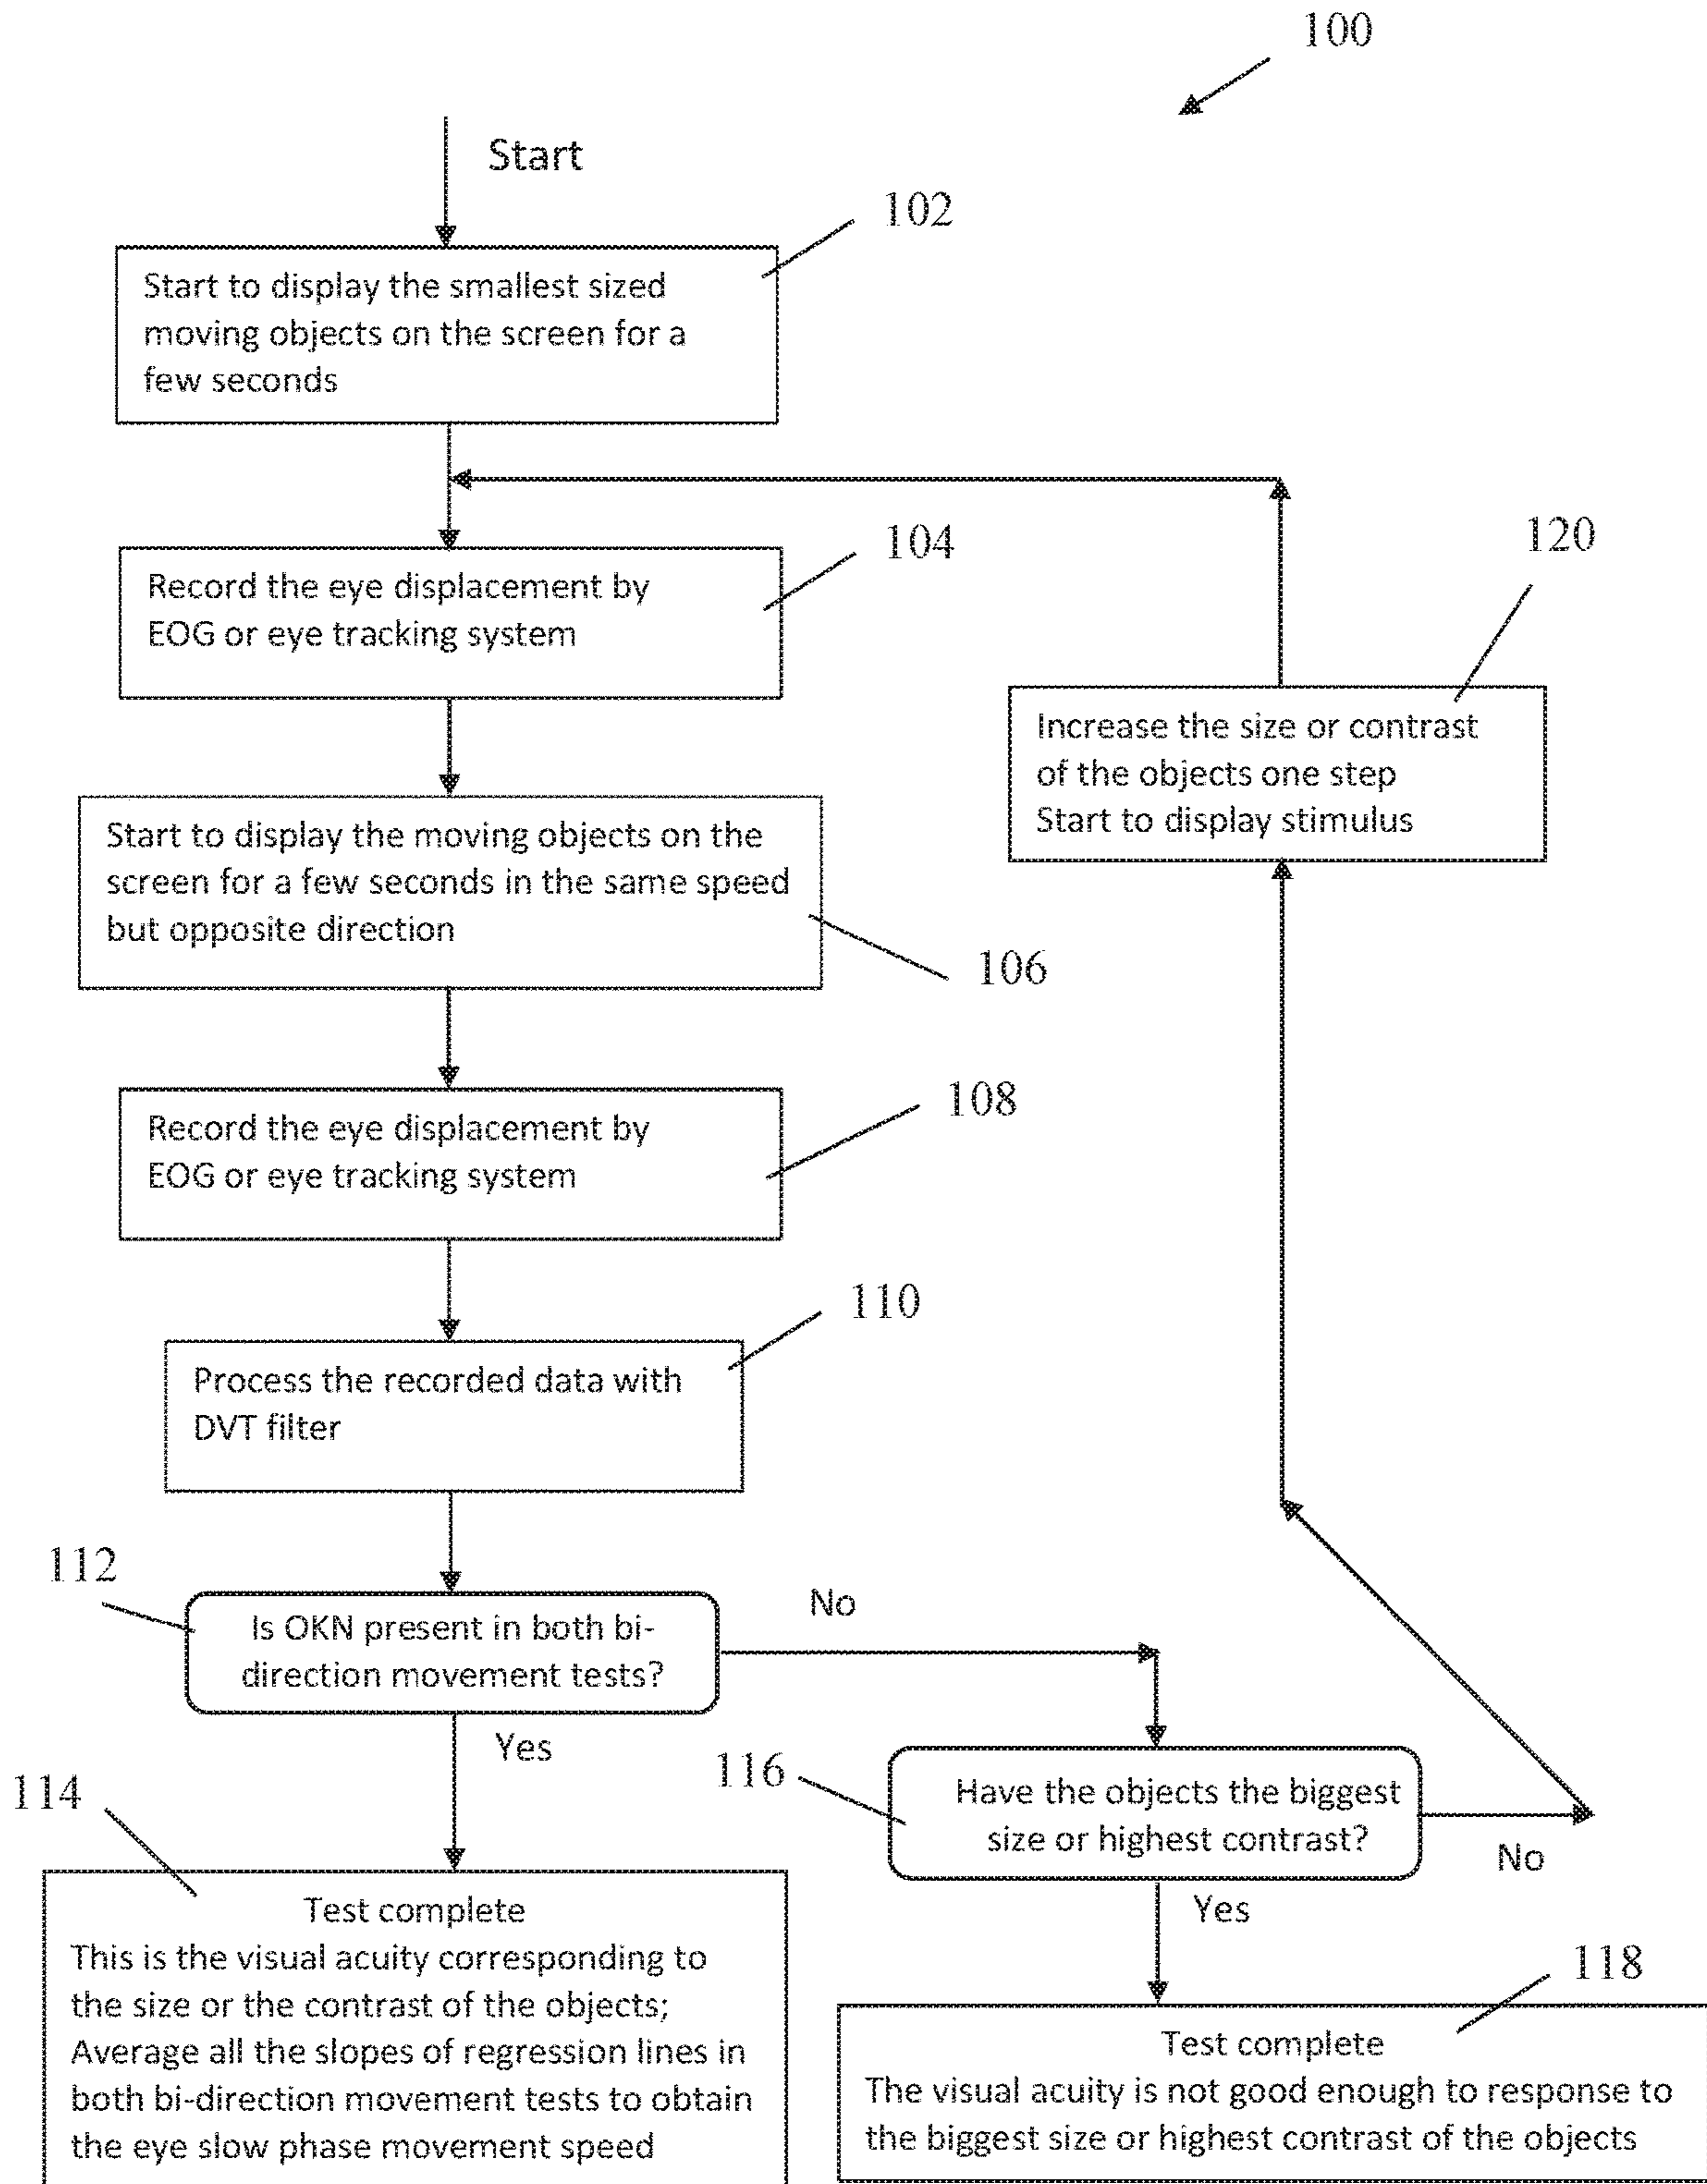 100
Start
102
Start to display the smallest sized
moving objects on the screen for a
few seconds
104
Record the eye displacement by
EOG or eye tracking system
120
Increase the size or contrast
of the objects one step
Start to display stimulus
Start to display the moving objects on the
screen for a few seconds in the same speed
but opposite direction
106
108
Record the eye displacement by
EOG or eye tracking system
110
Process the recorded data with
DVT filter
112
Is OKN present in both bi-
direction movement tests?
No
Yes
116
Have the objects the biggest
size or highest contrast?
No
Yes
114
Test complete
This is the visual acuity corresponding to
the size or the contrast of the objects;
Average all the slopes of regression lines in
both bi-direction movement tests to obtain
the eye slow phase movement speed
118
Test complete
The visual acuity is not good enough to response to
the biggest size or highest contrast of the objects